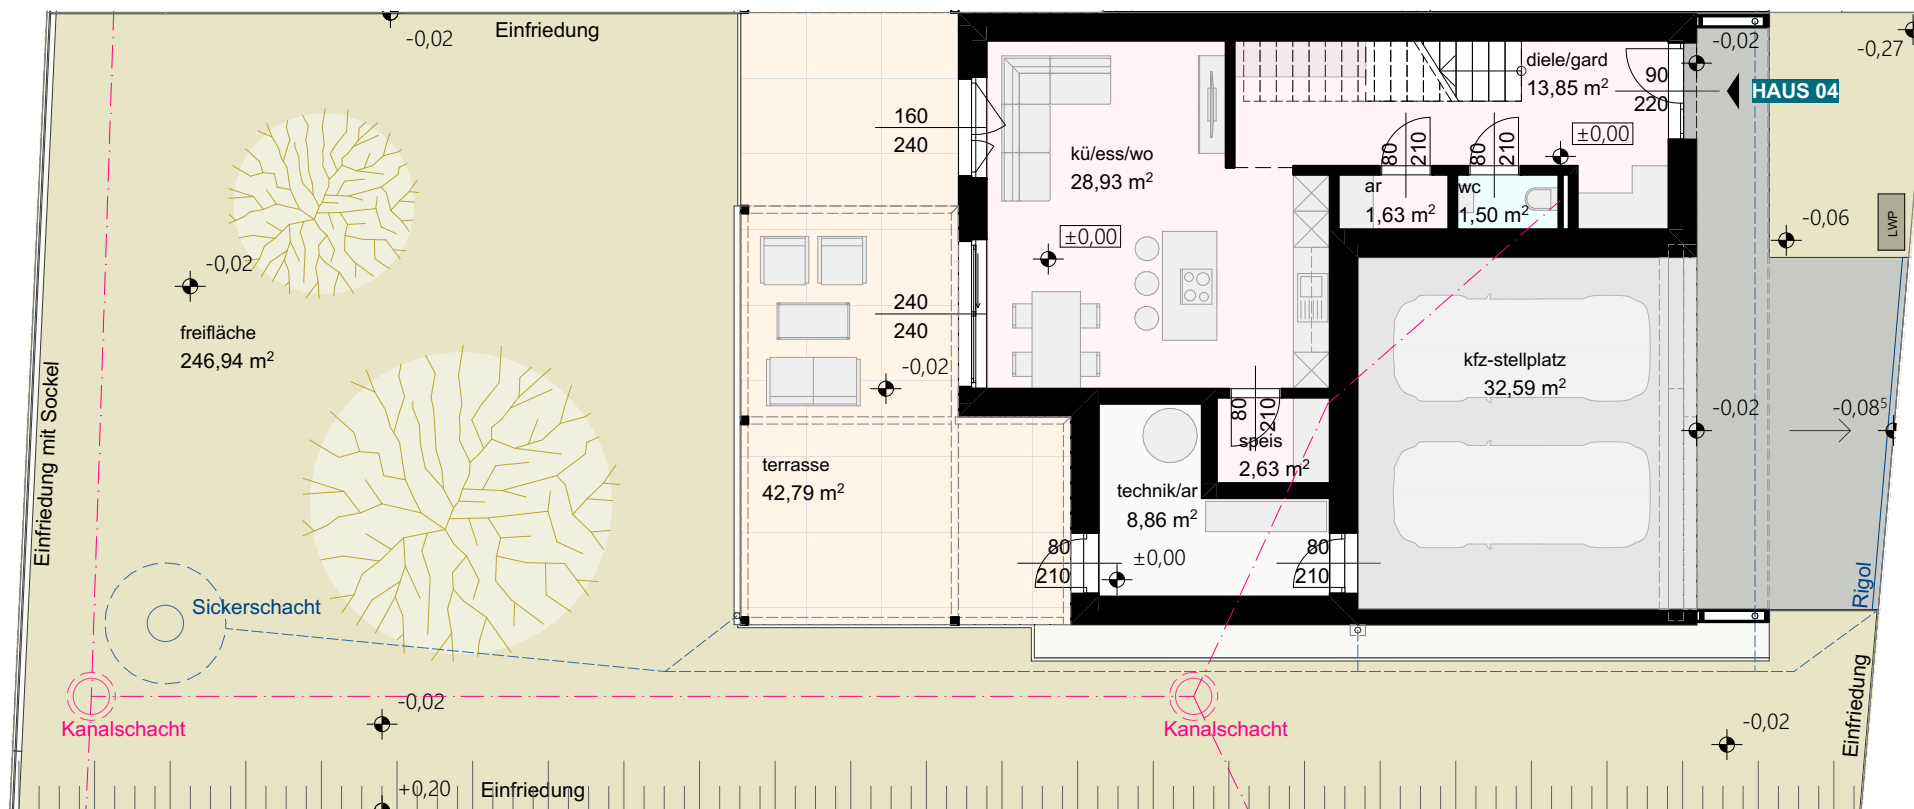 Einfriedung
-0,02
-0,02
-0,27
diele/gard
13,85 m²
90
220
HAUS 04
160
240
±0,00
kü/ess/wo
28,93 m²
80
210
80
210
ar
1,63 m²
wc
1,50 m²
LWP
-0,06
±0,00
-0,02
240
240
freifläche
246,94 m²
-0,02
kfz-stellplatz
32,59 m²
Einfriedung mit Sockel
80
210
-0,02
-0,08⁵
speis
2,63 m²
terrasse
42,79 m²
technik/ar
8,86 m²
±0,00
80
210
80
210
Rigol
Sickerschacht
Einfriedung
-0,02
Kanalschacht
Kanalschacht
-0,02
+0,20
Einfriedung